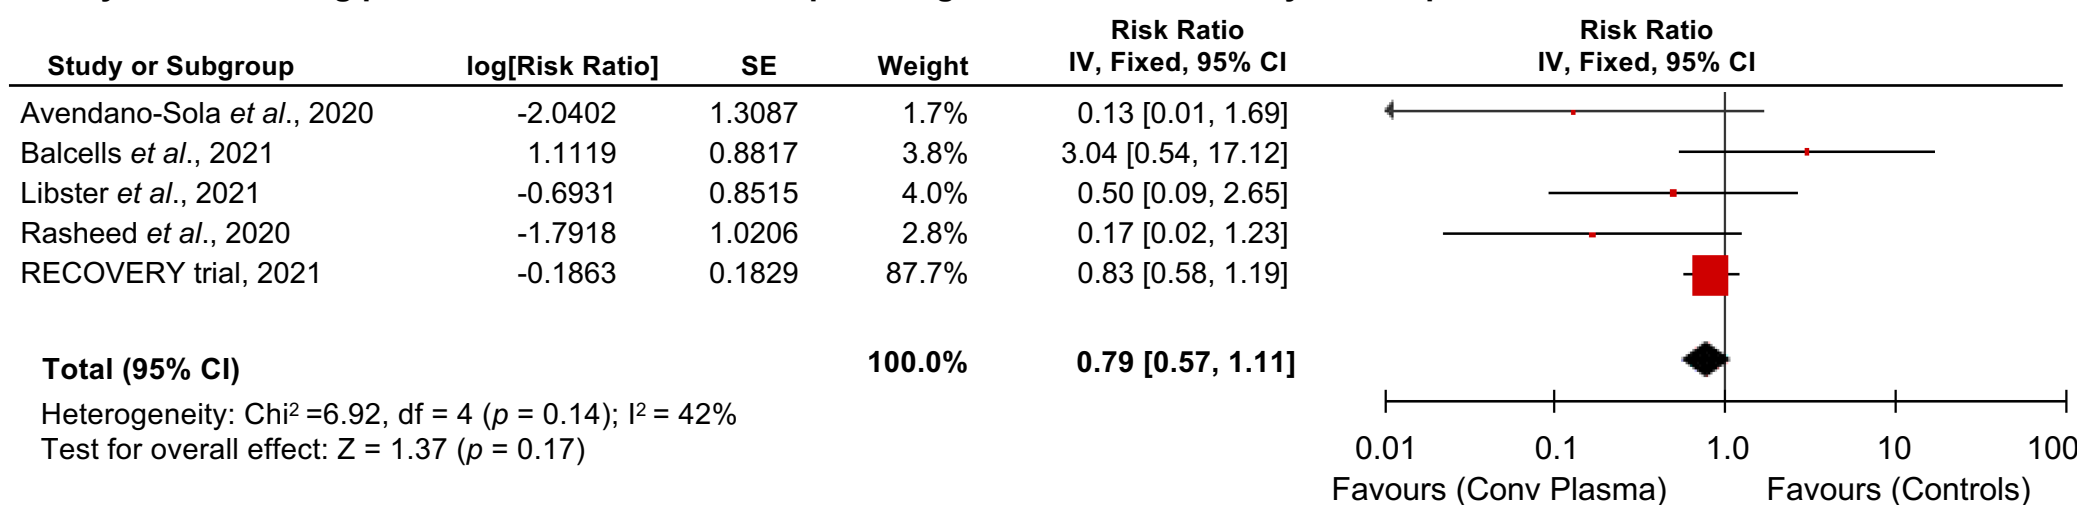 Risk Ratio Risk Ratio
Study or Subgroup log[Risk Ratio] SE Weight IV, Fixed, 95% CI IV, Fixed, 95% CI
Avendano-Sola et al., 2020 -2.0402 1.3087 1.7% 0.13 [0.01, 1.69]
Balcells et al., 2021 1.1119 0.8817 3.8% 3.04 [0.54, 17.12]
Libster et al., 2021 -0.6931 0.8515 4.0% 0.50 [0.09, 2.65]
Rasheed et al., 2020 -1.7918 1.0206 2.8% 0.17 [0.02, 1.23]
RECOVERY trial, 2021 -0.1863 0.1829 87.7% 0.83 [0.58, 1.19]
Total (95% CI) 100.0% 0.79 [0.57, 1.11]
Heterogeneity: Chi² =6.92, df = 4 (p = 0.14); I² = 42%
Test for overall effect: Z = 1.37 (p = 0.17)
0.01 0.1 1.0 10 100
Favours (Conv Plasma) Favours (Controls)